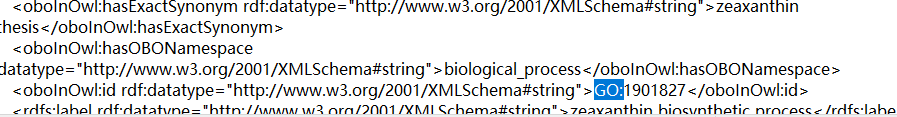 <oboInOwl:hasExactSynonym rdf:datatype="http://www.w3.org/2001/XMLSchema#string">zeaxanthin
thesis</oboInOwl:hasExactSynonym>
<oboInOwl:hasOBONamespace
datatype="http://www.w3.org/2001/XMLSchema#string">biological_process</oboInOwl:hasOBONamespace>
<oboInOwl:id rdf:datatype="http://www.w3.org/2001/XMLSchema#string">GO:1901827</oboInOwl:id>
<rdfs:label rdf:datatype="http://www.w3.org/2001/XMLSchema#string">zeaxanthin biosynthetic process</rdfs:labe